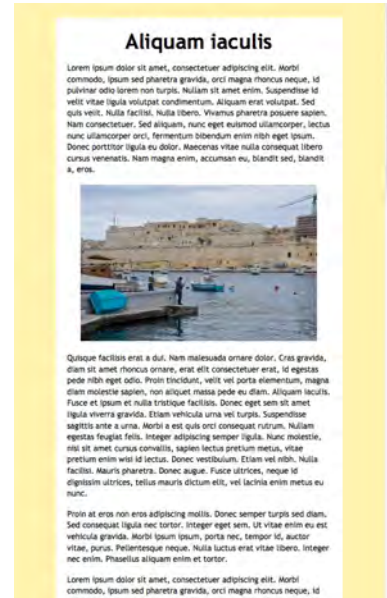 Aliquam iaculis
Lorem ipsum dolor sit amet, consectetuer adipiscing elit. Morbi
commodo, ipsum sed pharetra gravida, orci magna rhoncus neque, id
pulvinar odio lorem non turpis. Nullam sit amet enim. Suspendisse id
velit vitae ligula volutpat condimentum. Aliquam erat volutpat. Sed
quis velit. Nulla facilisi. Nulla libero. Vivamus pharetra posuere sapien.
Nam consectetuer. Sed aliquam, nunc eget euismod ullamcorper, lectus
nunc ullamcorper orci, fermentum bibendum enim nibh eget ipsum.
Donec porttitor ligula eu dolor. Maecenas vitae nulla consequat libero
cursus venenatis. Nam magna enim, accumsan eu, blandit sed, blandit
a, eros.
Quisque facilisis erat a dui. Nam malesuada ornare dolor. Cras gravida,
diam sit amet rhoncus ornare, erat elit consectetuer erat, id egestas
pede nibh eget odio. Proin tincidunt, velit vel porta elementum, magna
diam molestie sapien, non aliquet massa pede eu diam. Aliquam iaculis.
Fusce et ipsum et nulla tristique facilisis. Donec eget sem sit amet
ligula viverra gravida. Etiam vehicula urna vel turpis. Suspendisse
sagittis ante a urna. Morbi a est quis orci consequat rutrum. Nullam
egestas feugiat felis. Integer adipiscing semper ligula. Nunc molestie,
nisl sit amet cursus convallis, sapien lectus pretium metus, vitae
pretium enim wisi id lectus. Donec vestibulum. Etiam vel nibh. Nulla
facilisi. Mauris pharetra. Donec augue. Fusce ultrices, neque id
dignissim ultrices, tellus mauris dictum elit, vel lacinia enim metus eu
nunc.
Proin at eros non eros adipiscing mollis. Donec semper turpis sed diam.
Sed consequat ligula nec tortor. Integer eget sem. Ut vitae enim eu est
vehicula gravida. Morbi ipsum ipsum, porta nec, tempor id, auctor
vitae, purus. Pellentesque neque. Nulla luctus erat vitae libero. Integer
nec enim. Phasellus aliquam enim et tortor.
Lorem ipsum dolor sit amet, consectetuer adipiscing elit. Morbi
commodo, ipsum sed pharetra gravida, orci magna rhoncus neque, id